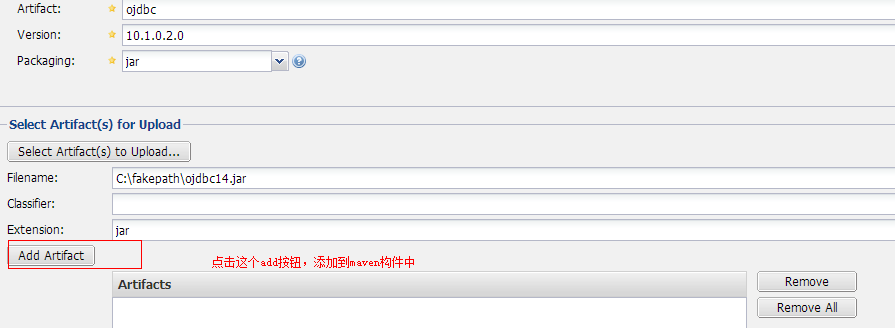 Artifact: ojdbc
Version: 10.1.0.2.0
Packaging: jar
Select Artifact(s) for Upload
Select Artifact(s) to Upload...
Filename: C:\fakepath\ojdbc14.jar
Classifier:
Extension: jar
Add Artifact
点击这个add按钮，添加到maven构件中
Artifacts
Remove
Remove All